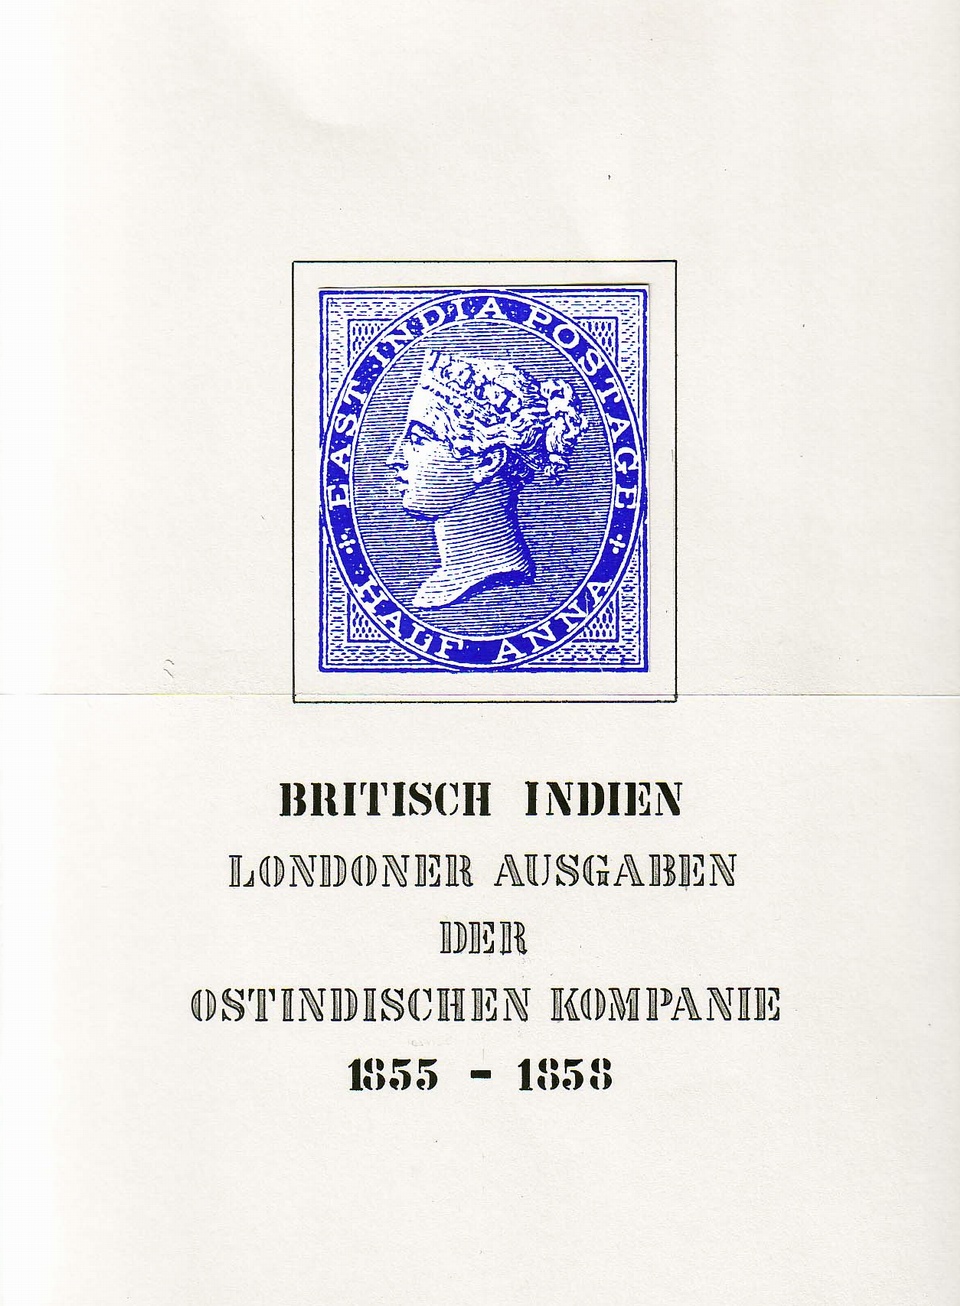 EAST INDIA POSTAGE
HALF ANNA
BRITISCH INDIEN
LONDONER AUSGABEN
DER
OSTINDISCHEN KOMPANIE
1855 - 1858